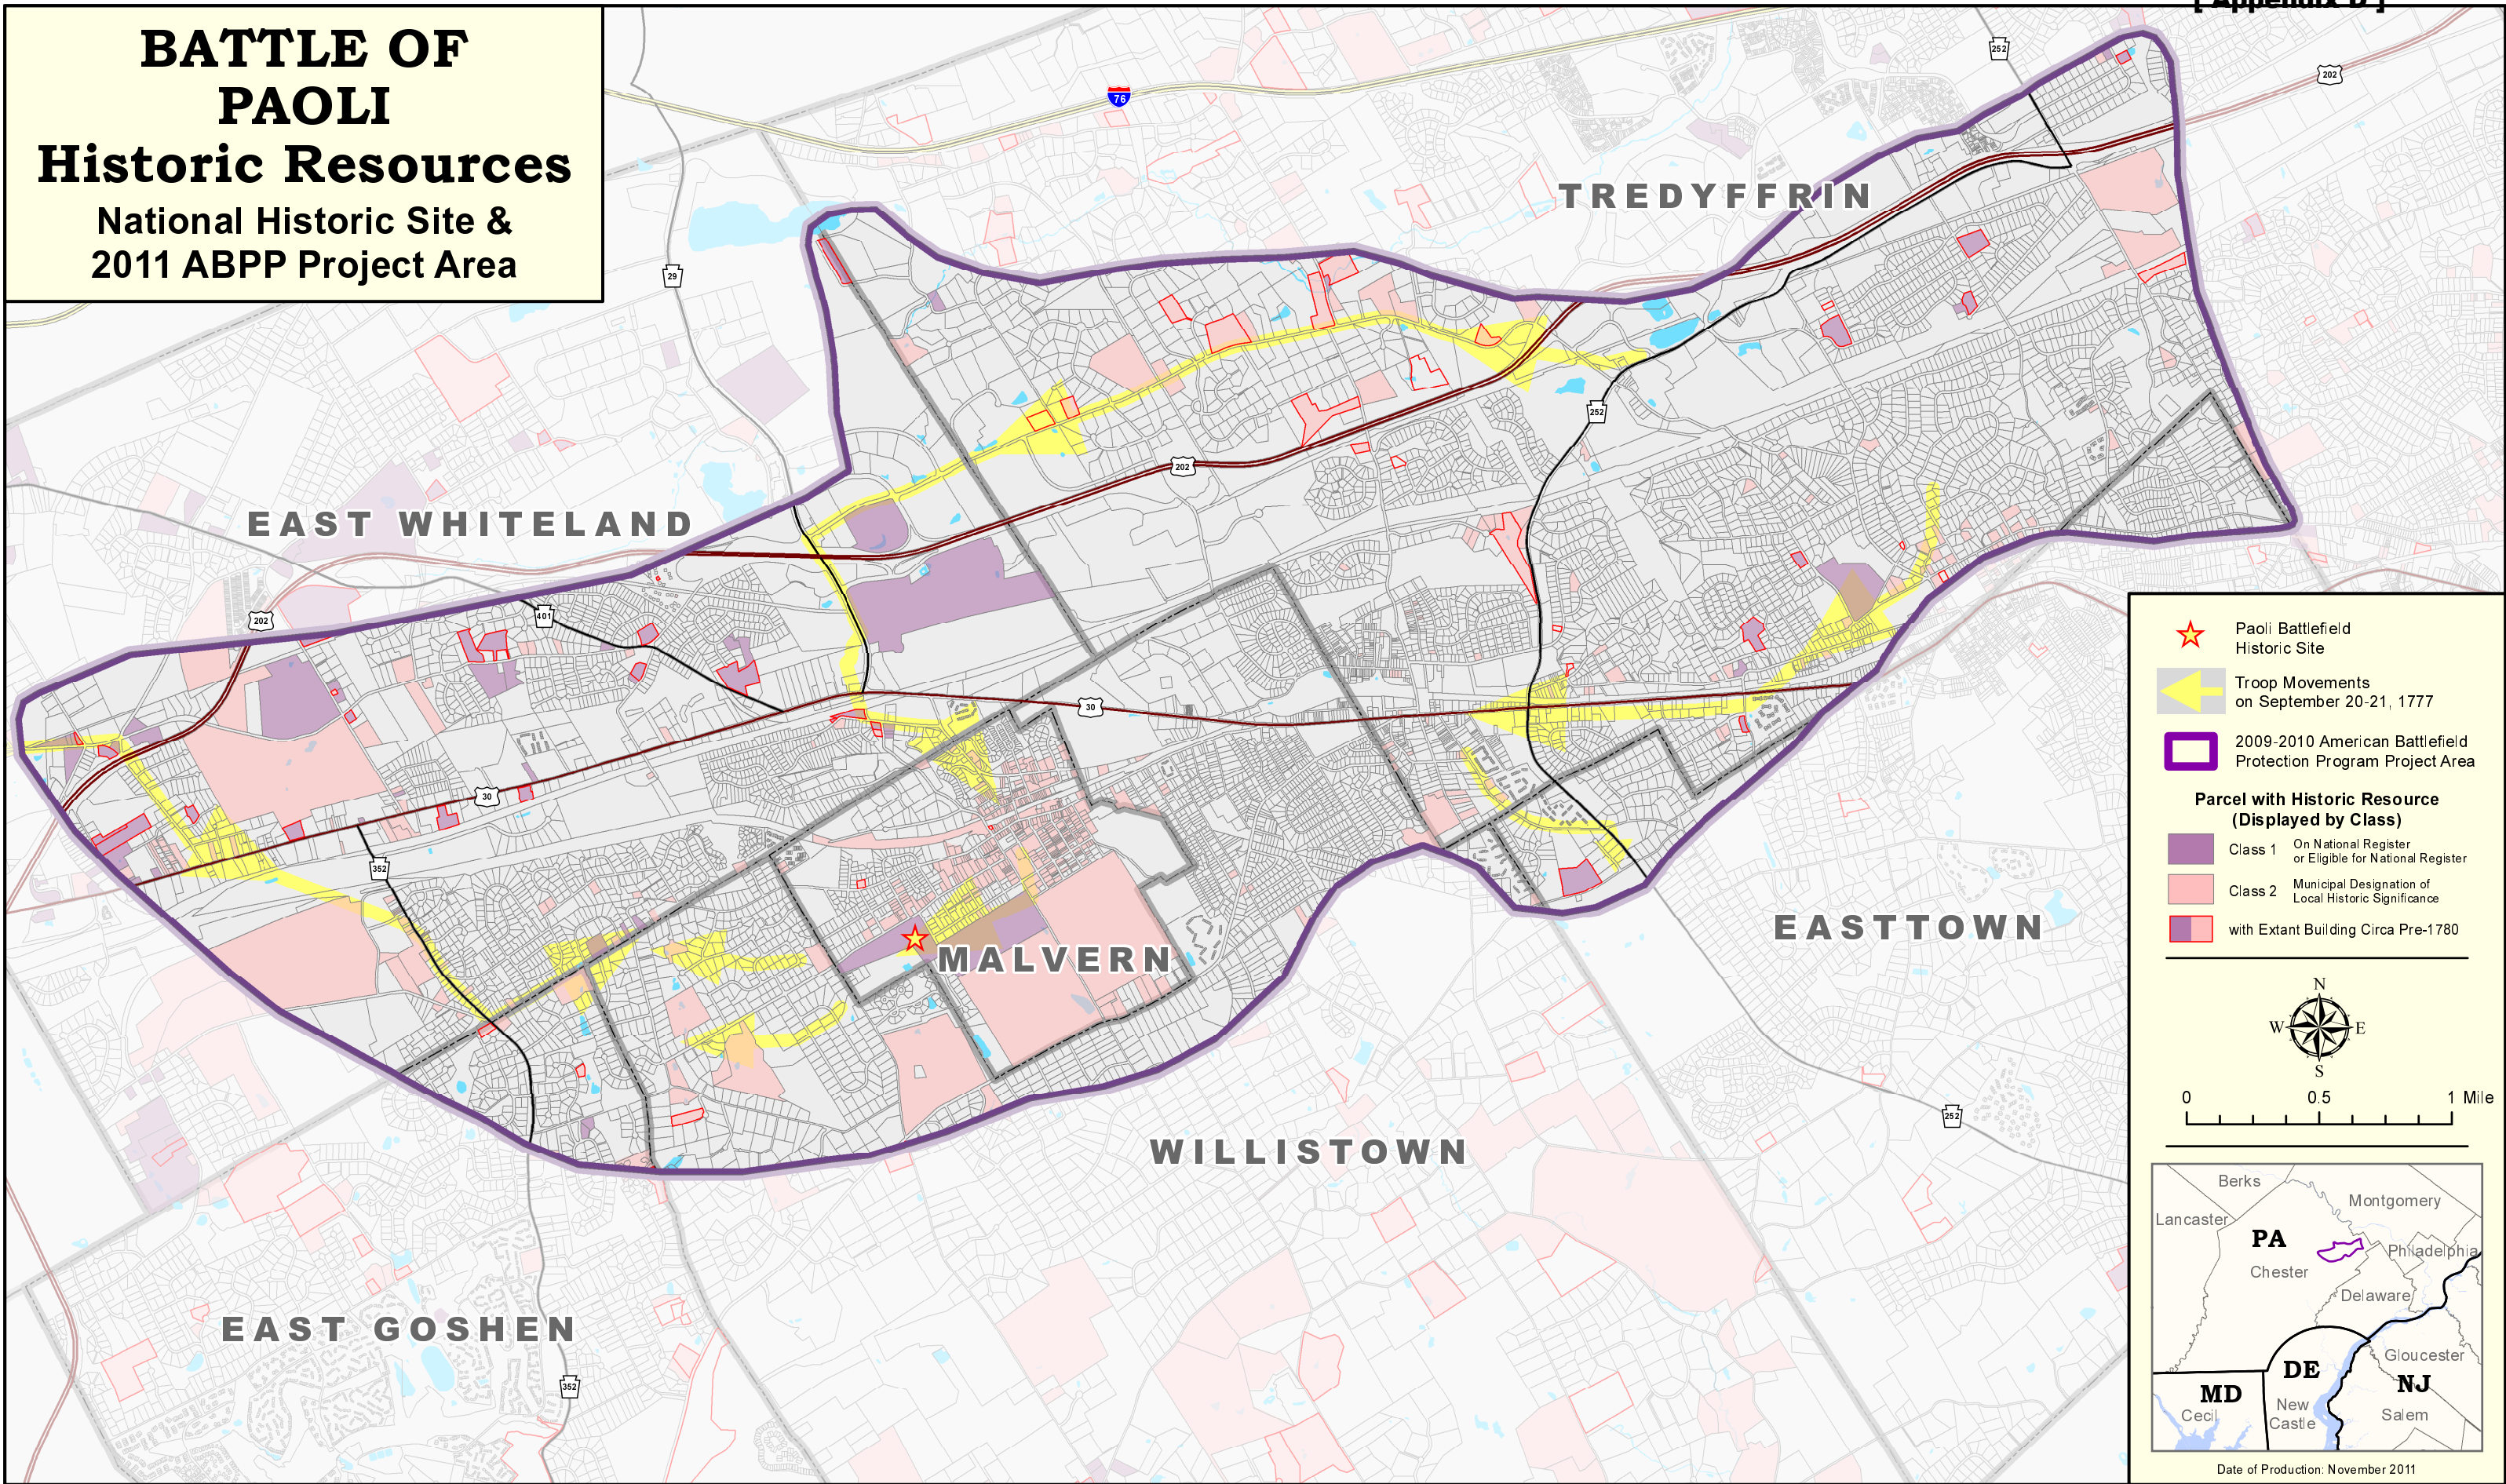 [ Appendix D ]
BATTLE OF
PAOLI
Historic Resources
National Historic Site &
2011 ABPP Project Area
252
202
76
TREDYFFRIN
29
252
202
EAST WHITELAND
401
202
30
30
352
MALVERN
EASTTOWN
252
WILLISTOWN
EAST GOSHEN
352
Paoli Battlefield
Historic Site
Troop Movements
on September 20-21, 1777
2009-2010 American Battlefield
Protection Program Project Area
Parcel with Historic Resource
(Displayed by Class)
Class 1 On National Register
or Eligible for National Register
Class 2 Municipal Designation of
Local Historic Significance
with Extant Building Circa Pre-1780
N
W E
S
0 0.5 1 Mile
Berks
Montgomery
Lancaster
PA
Philadelphia
Chester
Delaware
Gloucester
DE
NJ
MD
New
Castle
Cecil
Salem
Date of Production: November 2011